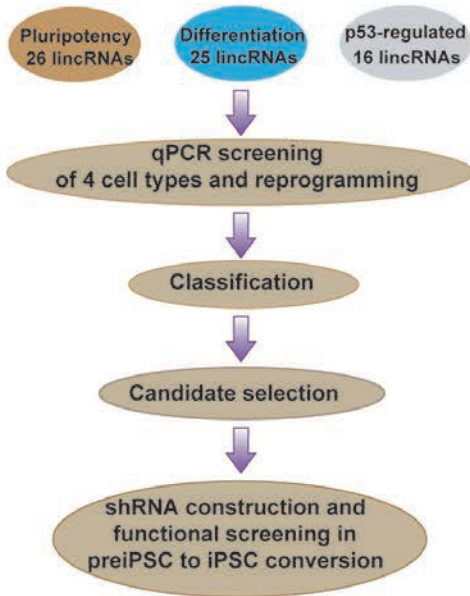 Pluripotency
26 lincRNAs
Differentiation
25 lincRNAs
p53-regulated
16 lincRNAs
qPCR screening
of 4 cell types and reprogramming
Classification
Candidate selection
shRNA construction and
functional screening in
preiPSC to iPSC conversion